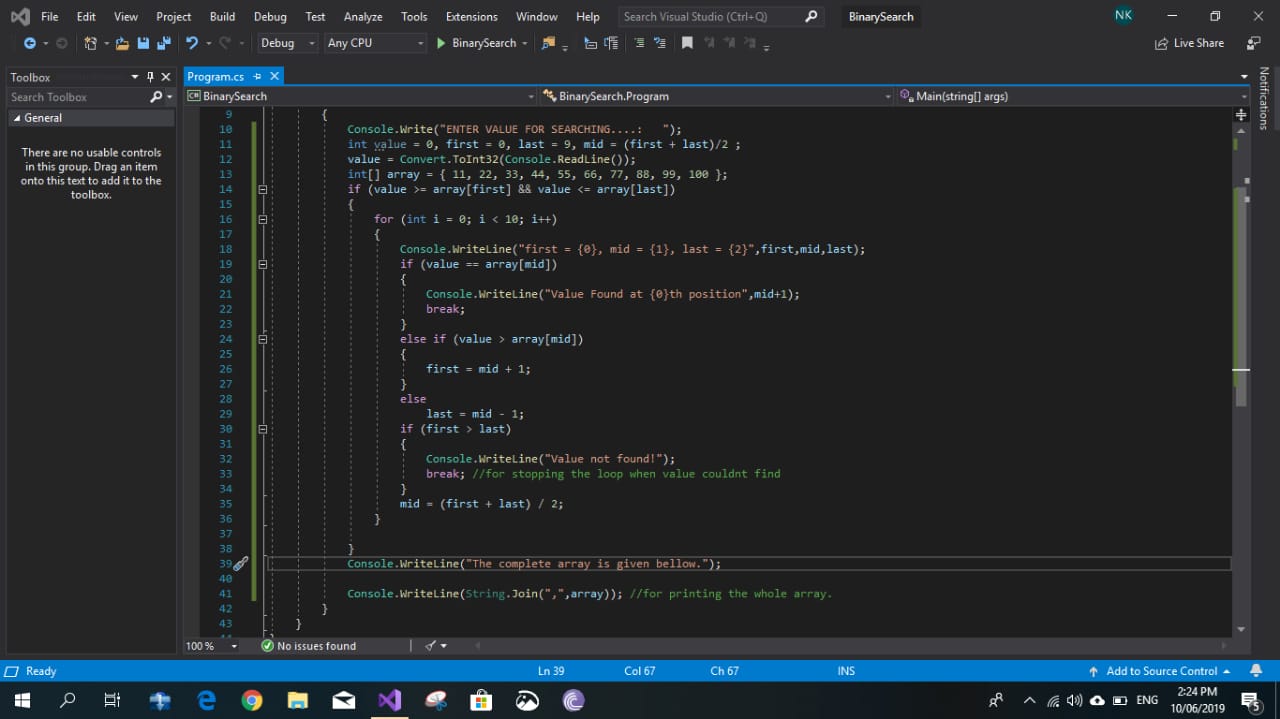 File Edit View Project Build Debug Test Analyze Tools Extensions Window Help Search Visual Studio (Ctrl+Q) BinarySearch NK
Debug Any CPU BinarySearch Live Share
Toolbox
Search Toolbox
General
There are no usable controls
in this group. Drag an item
onto this text to add it to the
toolbox.
Program.cs
BinarySearch BinarySearch.Program Main(string[] args)
9 {
10 Console.Write("ENTER VALUE FOR SEARCHING....:   ");
11 int value = 0, first = 0, last = 9, mid = (first + last)/2 ;
12 value = Convert.ToInt32(Console.ReadLine());
13 int[] array = { 11, 22, 33, 44, 55, 66, 77, 88, 99, 100 };
14 if (value >= array[first] && value <= array[last])
15 {
16 for (int i = 0; i < 10; i++)
17 {
18 Console.WriteLine("first = {0}, mid = {1}, last = {2}",first,mid,last);
19 if (value == array[mid])
20 {
21 Console.WriteLine("Value Found at {0}th position",mid+1);
22 break;
23 }
24 else if (value > array[mid])
25 {
26 first = mid + 1;
27 }
28 else
29 last = mid - 1;
30 if (first > last)
31 {
32 Console.WriteLine("Value not found!");
33 break; //for stopping the loop when value couldnt find
34 }
35 mid = (first + last) / 2;
36 }
37
38 }
39 Console.WriteLine("The complete array is given bellow.");
40
41 Console.WriteLine(String.Join(",",array)); //for printing the whole array.
42 }
43 }
100 % No issues found
Notifications
Ready Ln 39 Col 67 Ch 67 INS Add to Source Control
ENG 2:24 PM
10/06/2019 5